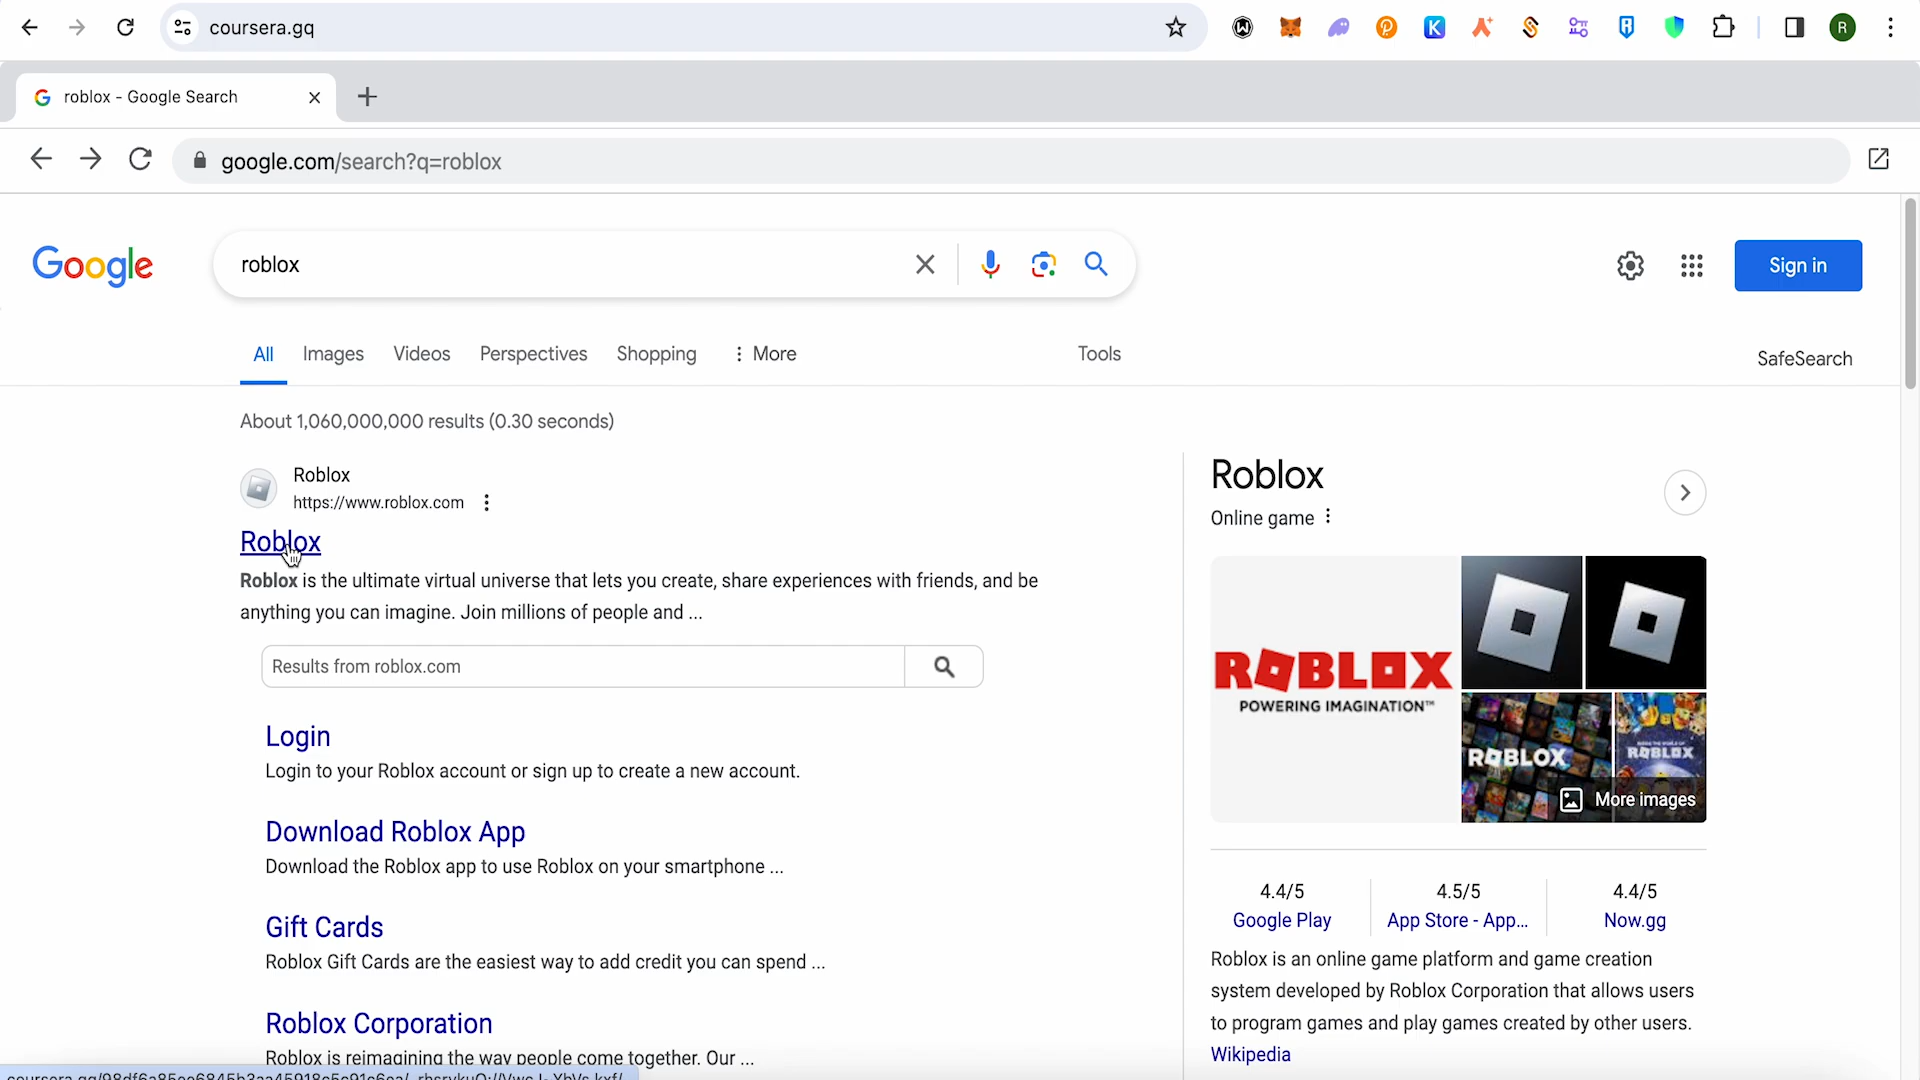 coursera.gq
R
roblox - Google Search
google.com/search?q=roblox
Google
roblox
Sign in
All Images Videos Perspectives Shopping More Tools
SafeSearch
About 1,060,000,000 results (0.30 seconds)
Roblox
https://www.roblox.com
Roblox
Roblox is the ultimate virtual universe that lets you create, share experiences with friends, and be
anything you can imagine. Join millions of people and ...
Results from roblox.com
Login
Login to your Roblox account or sign up to create a new account.
Download Roblox App
Download the Roblox app to use Roblox on your smartphone ...
Gift Cards
Roblox Gift Cards are the easiest way to add credit you can spend ...
Roblox Corporation
Roblox is reimagining the way people come together. Our ...
Roblox
Online game
ROBLOX
POWERING IMAGINATION™
ROBLOX
ROBLOX
More images
4.4/5 4.5/5 4.4/5
Google Play App Store - App... Now.gg
Roblox is an online game platform and game creation
system developed by Roblox Corporation that allows users
to program games and play games created by other users.
Wikipedia